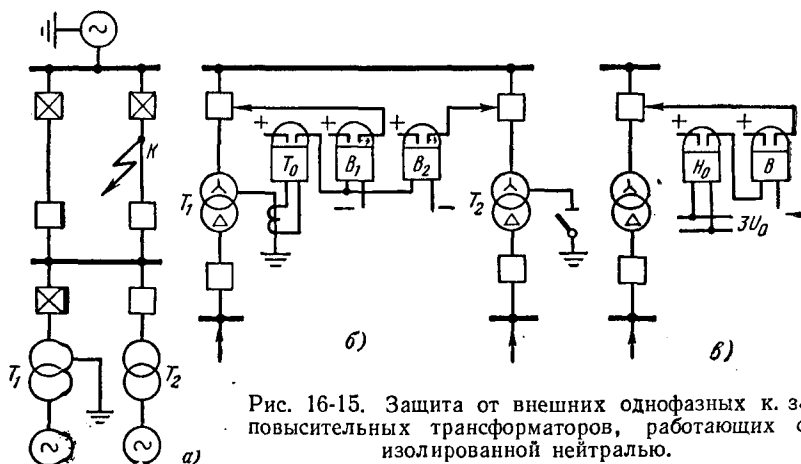 K
T₁
T₂
а)
+
T₀
+
B₁
+
B₂
T₁
–
–
T₂
б)
+
H₀
+
B
3U₀
в)
Рис. 16-15. Защита от внешних однофазных к. з.
повысительных трансформаторов, работающих с
изолированной нейтралью.